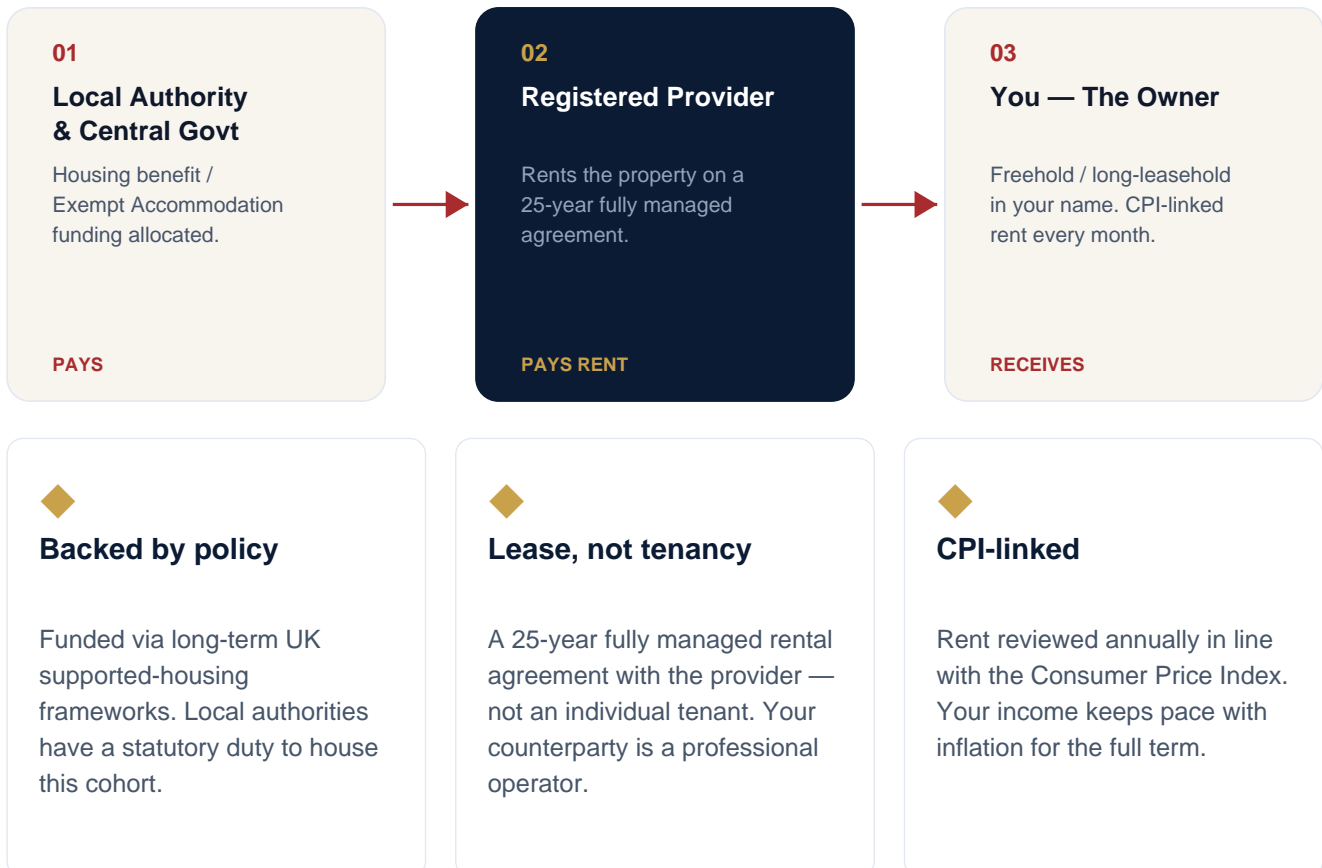 01
Local Authority
& Central Govt
Housing benefit /
Exempt Accommodation
funding allocated.
PAYS
02
Registered Provider
Rents the property on a
25-year fully managed
agreement.
PAYS RENT
03
You — The Owner
Freehold / long-leasehold
in your name. CPI-linked
rent every month.
RECEIVES
Backed by policy
Funded via long-term UK
supported-housing
frameworks. Local authorities
have a statutory duty to house
this cohort.
Lease, not tenancy
A 25-year fully managed rental
agreement with the provider —
not an individual tenant. Your
counterparty is a professional
operator.
CPI-linked
Rent reviewed annually in line
with the Consumer Price Index.
Your income keeps pace with
inflation for the full term.